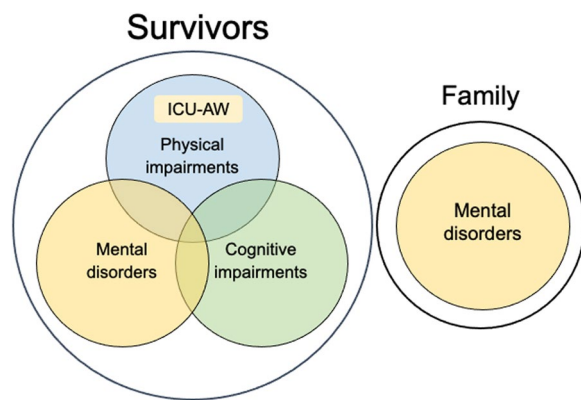 Survivors
ICU-AW
Physical
impairments
Mental
disorders
Cognitive
impairments
Family
Mental
disorders